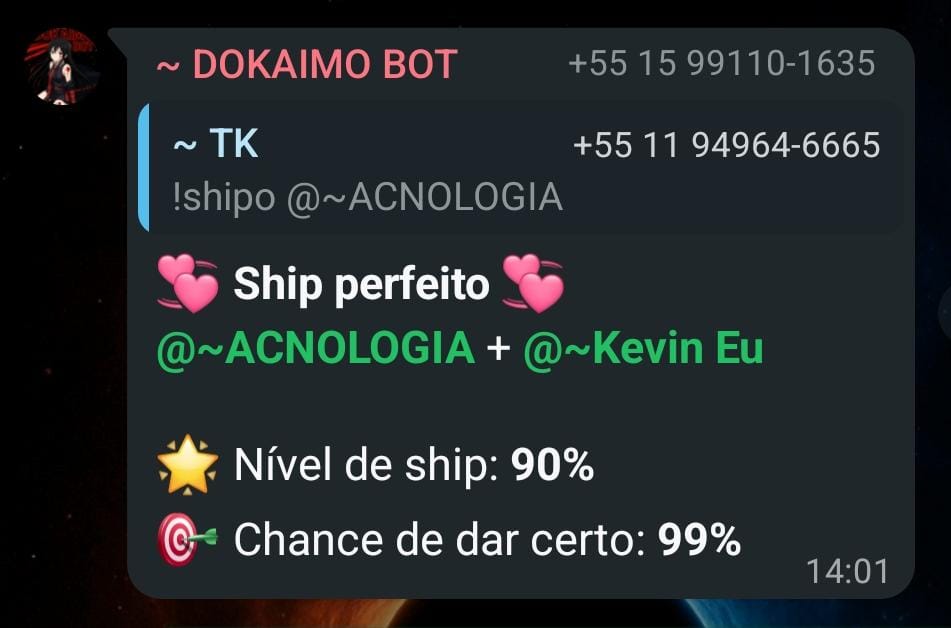 ~ DOKAIMO BOT +55 15 99110-1635
~ TK +55 11 94964-6665
!shipo @~ACNOLOGIA
💞 Ship perfeito 💞
@~ACNOLOGIA + @~Kevin Eu
🌟 Nível de ship: 90%
🎯 Chance de dar certo: 99%
14:01